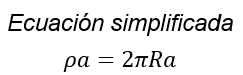 Ecuación simplificada
ρa = 2πRa